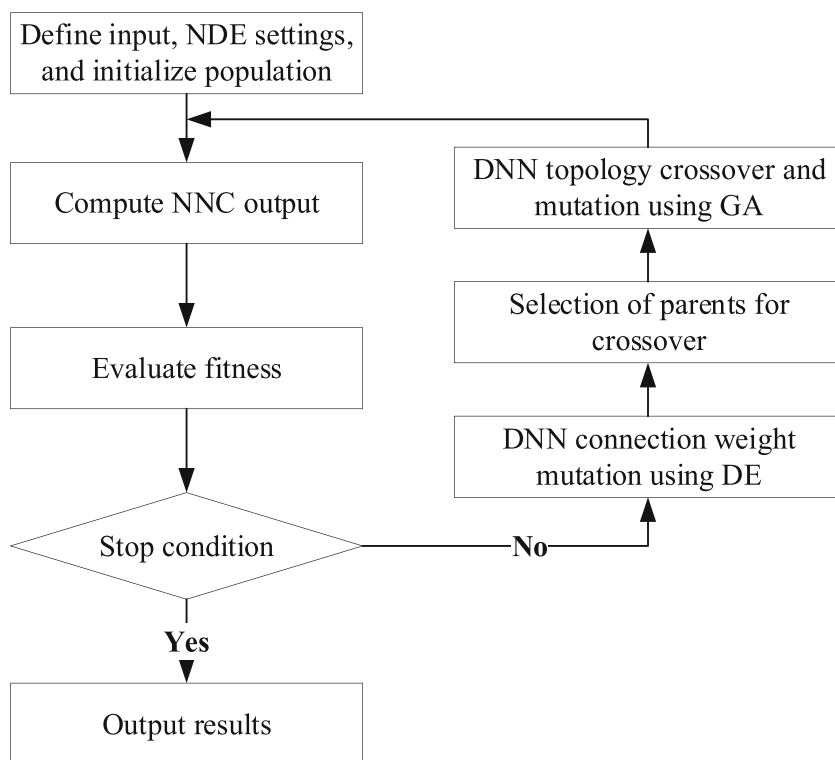 Define input, NDE settings,
and initialize population
Compute NNC output
Evaluate fitness
Stop condition
No
Yes
Output results
DNN topology crossover and
mutation using GA
Selection of parents for
crossover
DNN connection weight
mutation using DE